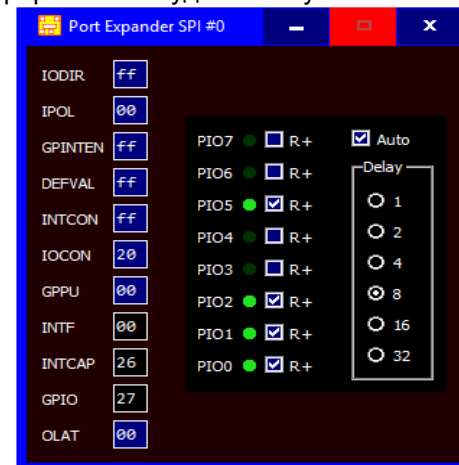 Port Expander SPI #0
IODIR ff
IPOL 00
GPINTEN ff
DEFVAL ff
INTCON ff
IOCON 20
GPPU 00
INTF 00
INTCAP 26
GPIO 27
OLAT 00
PIO7 R+
PIO6 R+
PIO5 R+
PIO4 R+
PIO3 R+
PIO2 R+
PIO1 R+
PIO0 R+
Auto
Delay
1
2
4
8
16
32